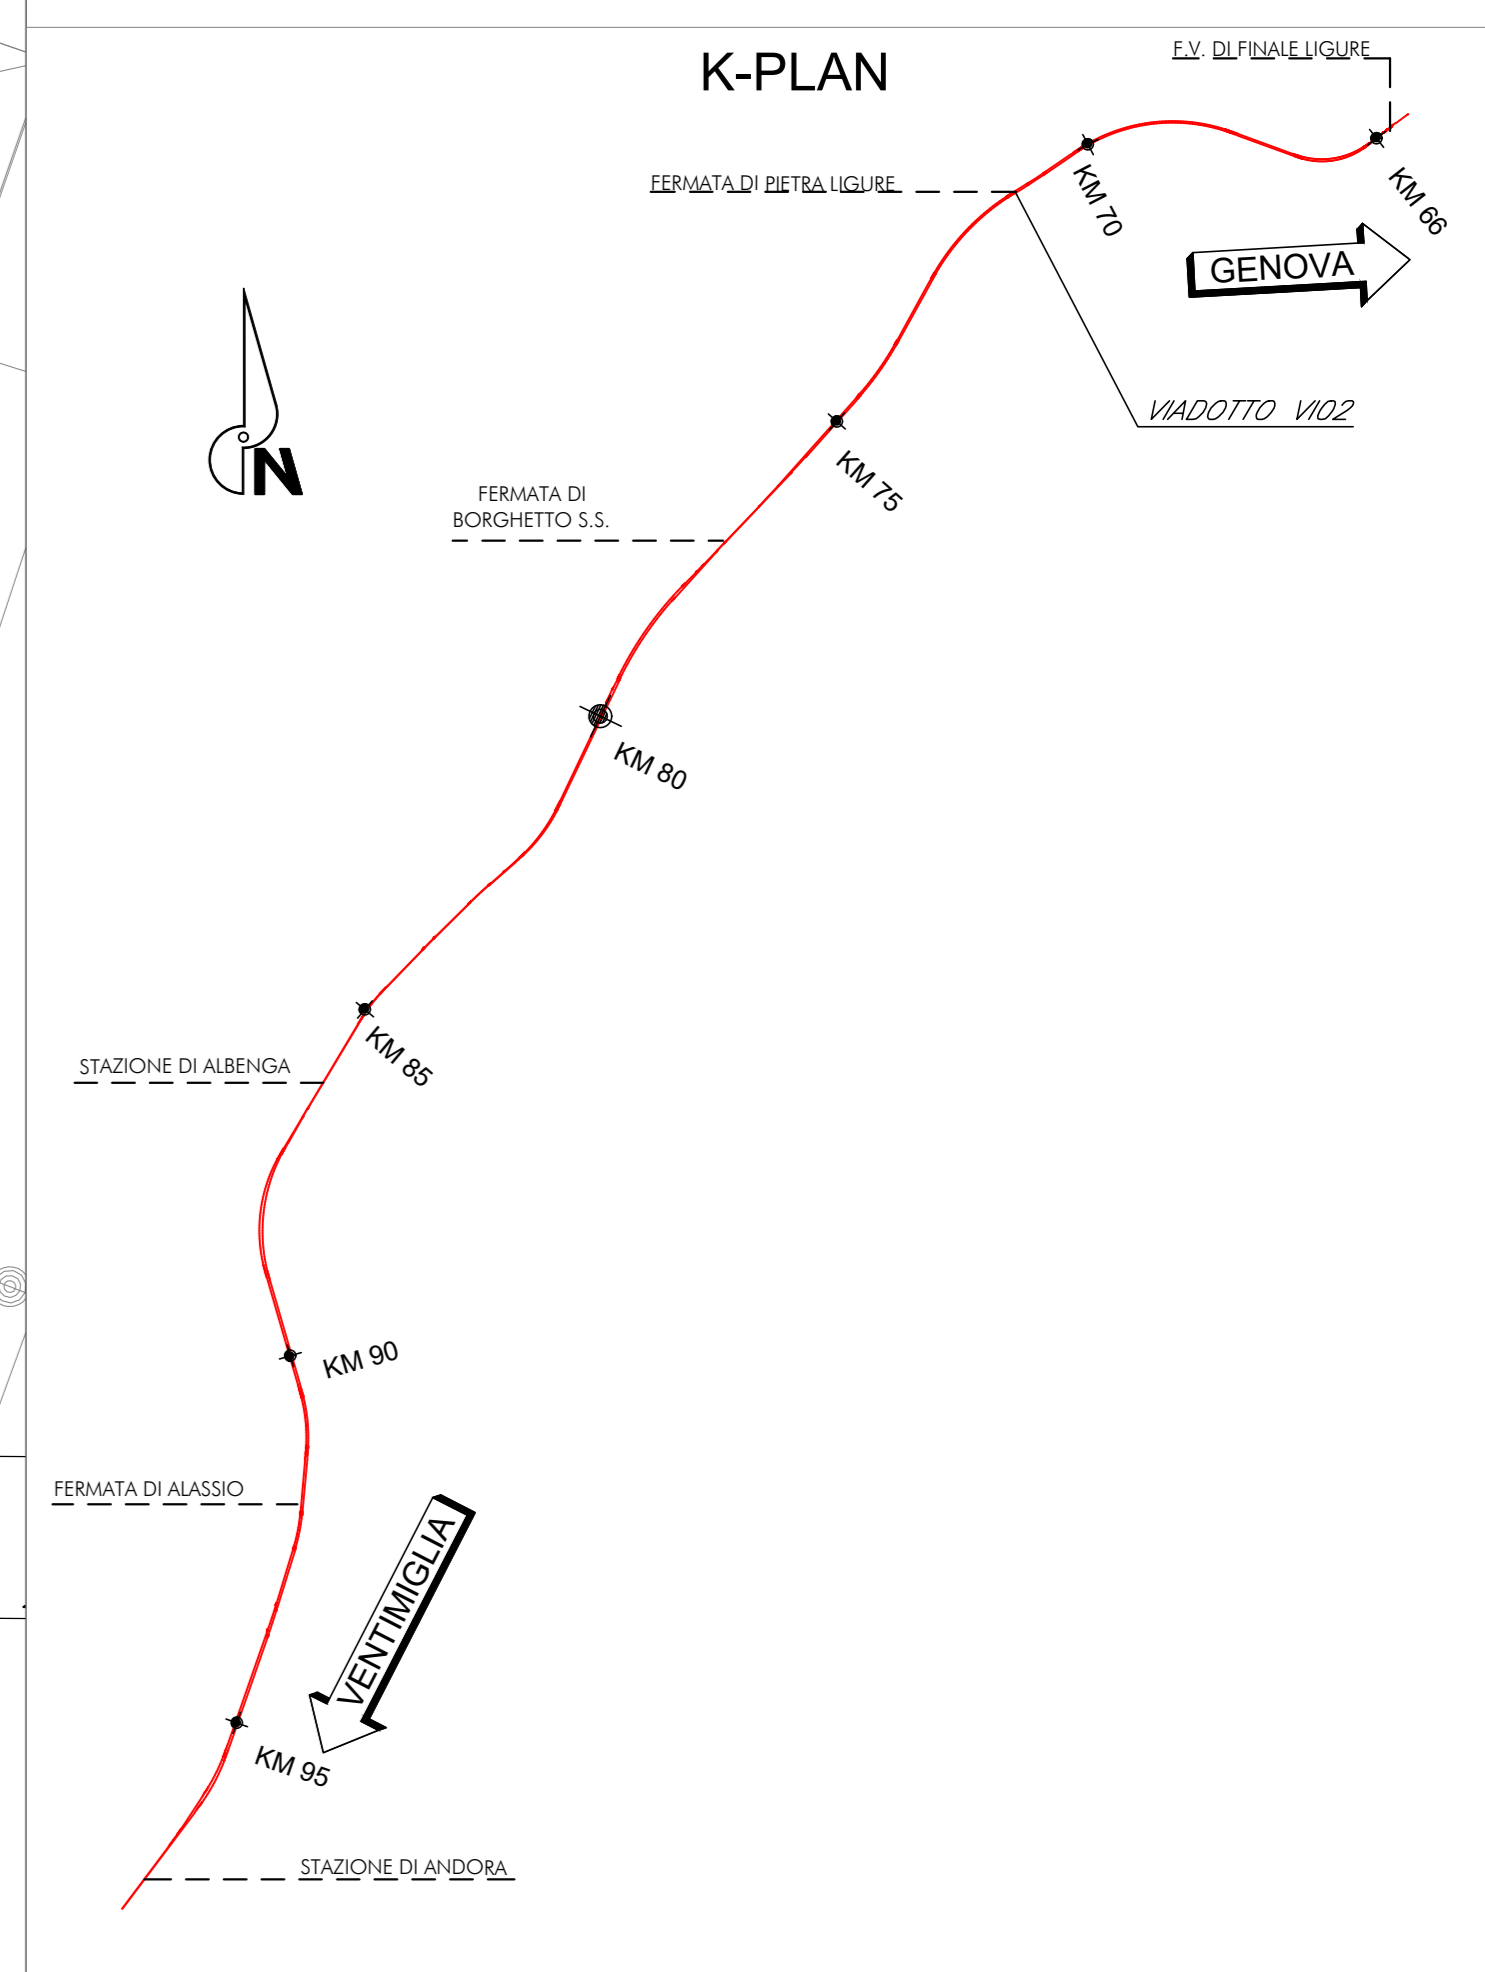 K-PLAN
F.V. DI FINALE LIGURE
FERMATA DI PIETRA LIGURE
KM 70
KM 66
GENOVA
VIADOTTO VI02
N
KM 75
FERMATA DI
BORGHETTO S.S.
KM 80
KM 85
STAZIONE DI ALBENGA
KM 90
FERMATA DI ALASSIO
VENTIMIGLIA
KM 95
STAZIONE DI ANDORA